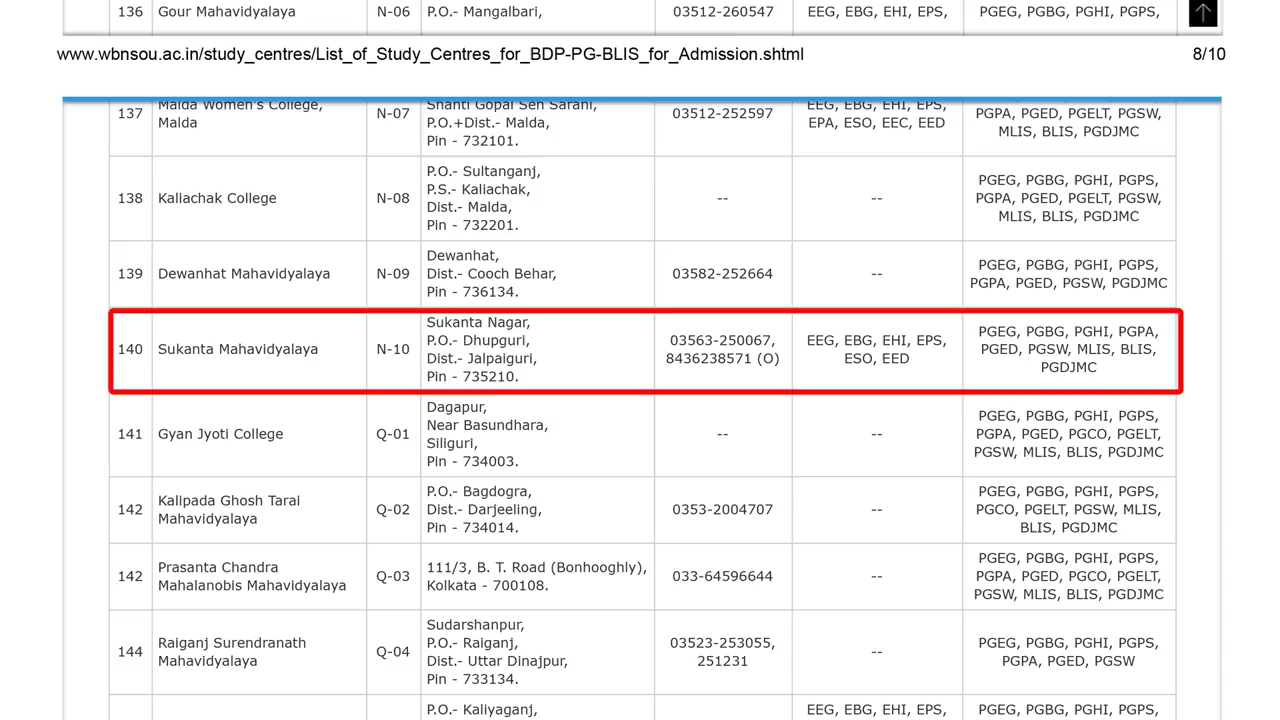 136 Gour Mahavidyalaya N-06 P.O.- Mangalbari, 03512-260547 EEG, EBG, EHI, EPS, PGEG, PGBG, PGHI, PGPS,
www.wbnsou.ac.in/study_centres/List_of_Study_Centres_for_BDP-PG-BLIS_for_Admission.shtml 8/10
Malda Women's College, Shanti Gopal Sen Sarani, EEG, EBG, EHI, EPS,
137 Malda N-07 P.O.+Dist.- Malda, 03512-252597 EPA, ESO, EEC, EED PGPA, PGED, PGELT, PGSW,
Pin - 732101. MLIS, BLIS, PGDJMC
P.O.- Sultanganj,
138 Kaliachak College N-08 P.S.- Kaliachak, -- -- PGEG, PGBG, PGHI, PGPS,
Dist.- Malda, PGPA, PGED, PGELT, PGSW,
Pin - 732201. MLIS, BLIS, PGDJMC
Dewanhat,
139 Dewanhat Mahavidyalaya N-09 Dist.- Cooch Behar, 03582-252664 -- PGEG, PGBG, PGHI, PGPS,
Pin - 736134. PGPA, PGED, PGSW, PGDJMC
Sukanta Nagar,
140 Sukanta Mahavidyalaya N-10 P.O.- Dhupguri, 03563-250067, EEG, EBG, EHI, EPS, PGEG, PGBG, PGHI, PGPA,
Dist.- Jalpaiguri, 8436238571 (O) ESO, EED PGED, PGSW, MLIS, BLIS,
Pin - 735210. PGDJMC
Dagapur,
141 Gyan Jyoti College Q-01 Near Basundhara, -- -- PGEG, PGBG, PGHI, PGPS,
Siliguri, PGPA, PGED, PGCO, PGELT,
Pin - 734003. PGSW, MLIS, BLIS, PGDJMC
Kalipada Ghosh Tarai P.O.- Bagdogra, PGEG, PGBG, PGHI, PGPS,
142 Mahavidyalaya Q-02 Dist.- Darjeeling, 0353-2004707 -- PGCO, PGELT, PGSW, MLIS,
Pin - 734014. BLIS, PGDJMC
Prasanta Chandra 111/3, B. T. Road (Bonhooghly), PGEG, PGBG, PGHI, PGPS,
142 Mahalanobis Mahavidyalaya Q-03 Kolkata - 700108. 033-64596644 -- PGPA, PGED, PGCO, PGELT,
PGSW, MLIS, BLIS, PGDJMC
Sudarshanpur,
144 Raiganj Surendranath Q-04 P.O.- Raiganj, 03523-253055, -- PGEG, PGBG, PGHI, PGPS,
Mahavidyalaya Dist.- Uttar Dinajpur, 251231 PGPA, PGED, PGSW
Pin - 733134.
P.O.- Kaliyaganj, EEG, EBG, EHI, EPS, PGEG, PGBG, PGHI, PGPS,